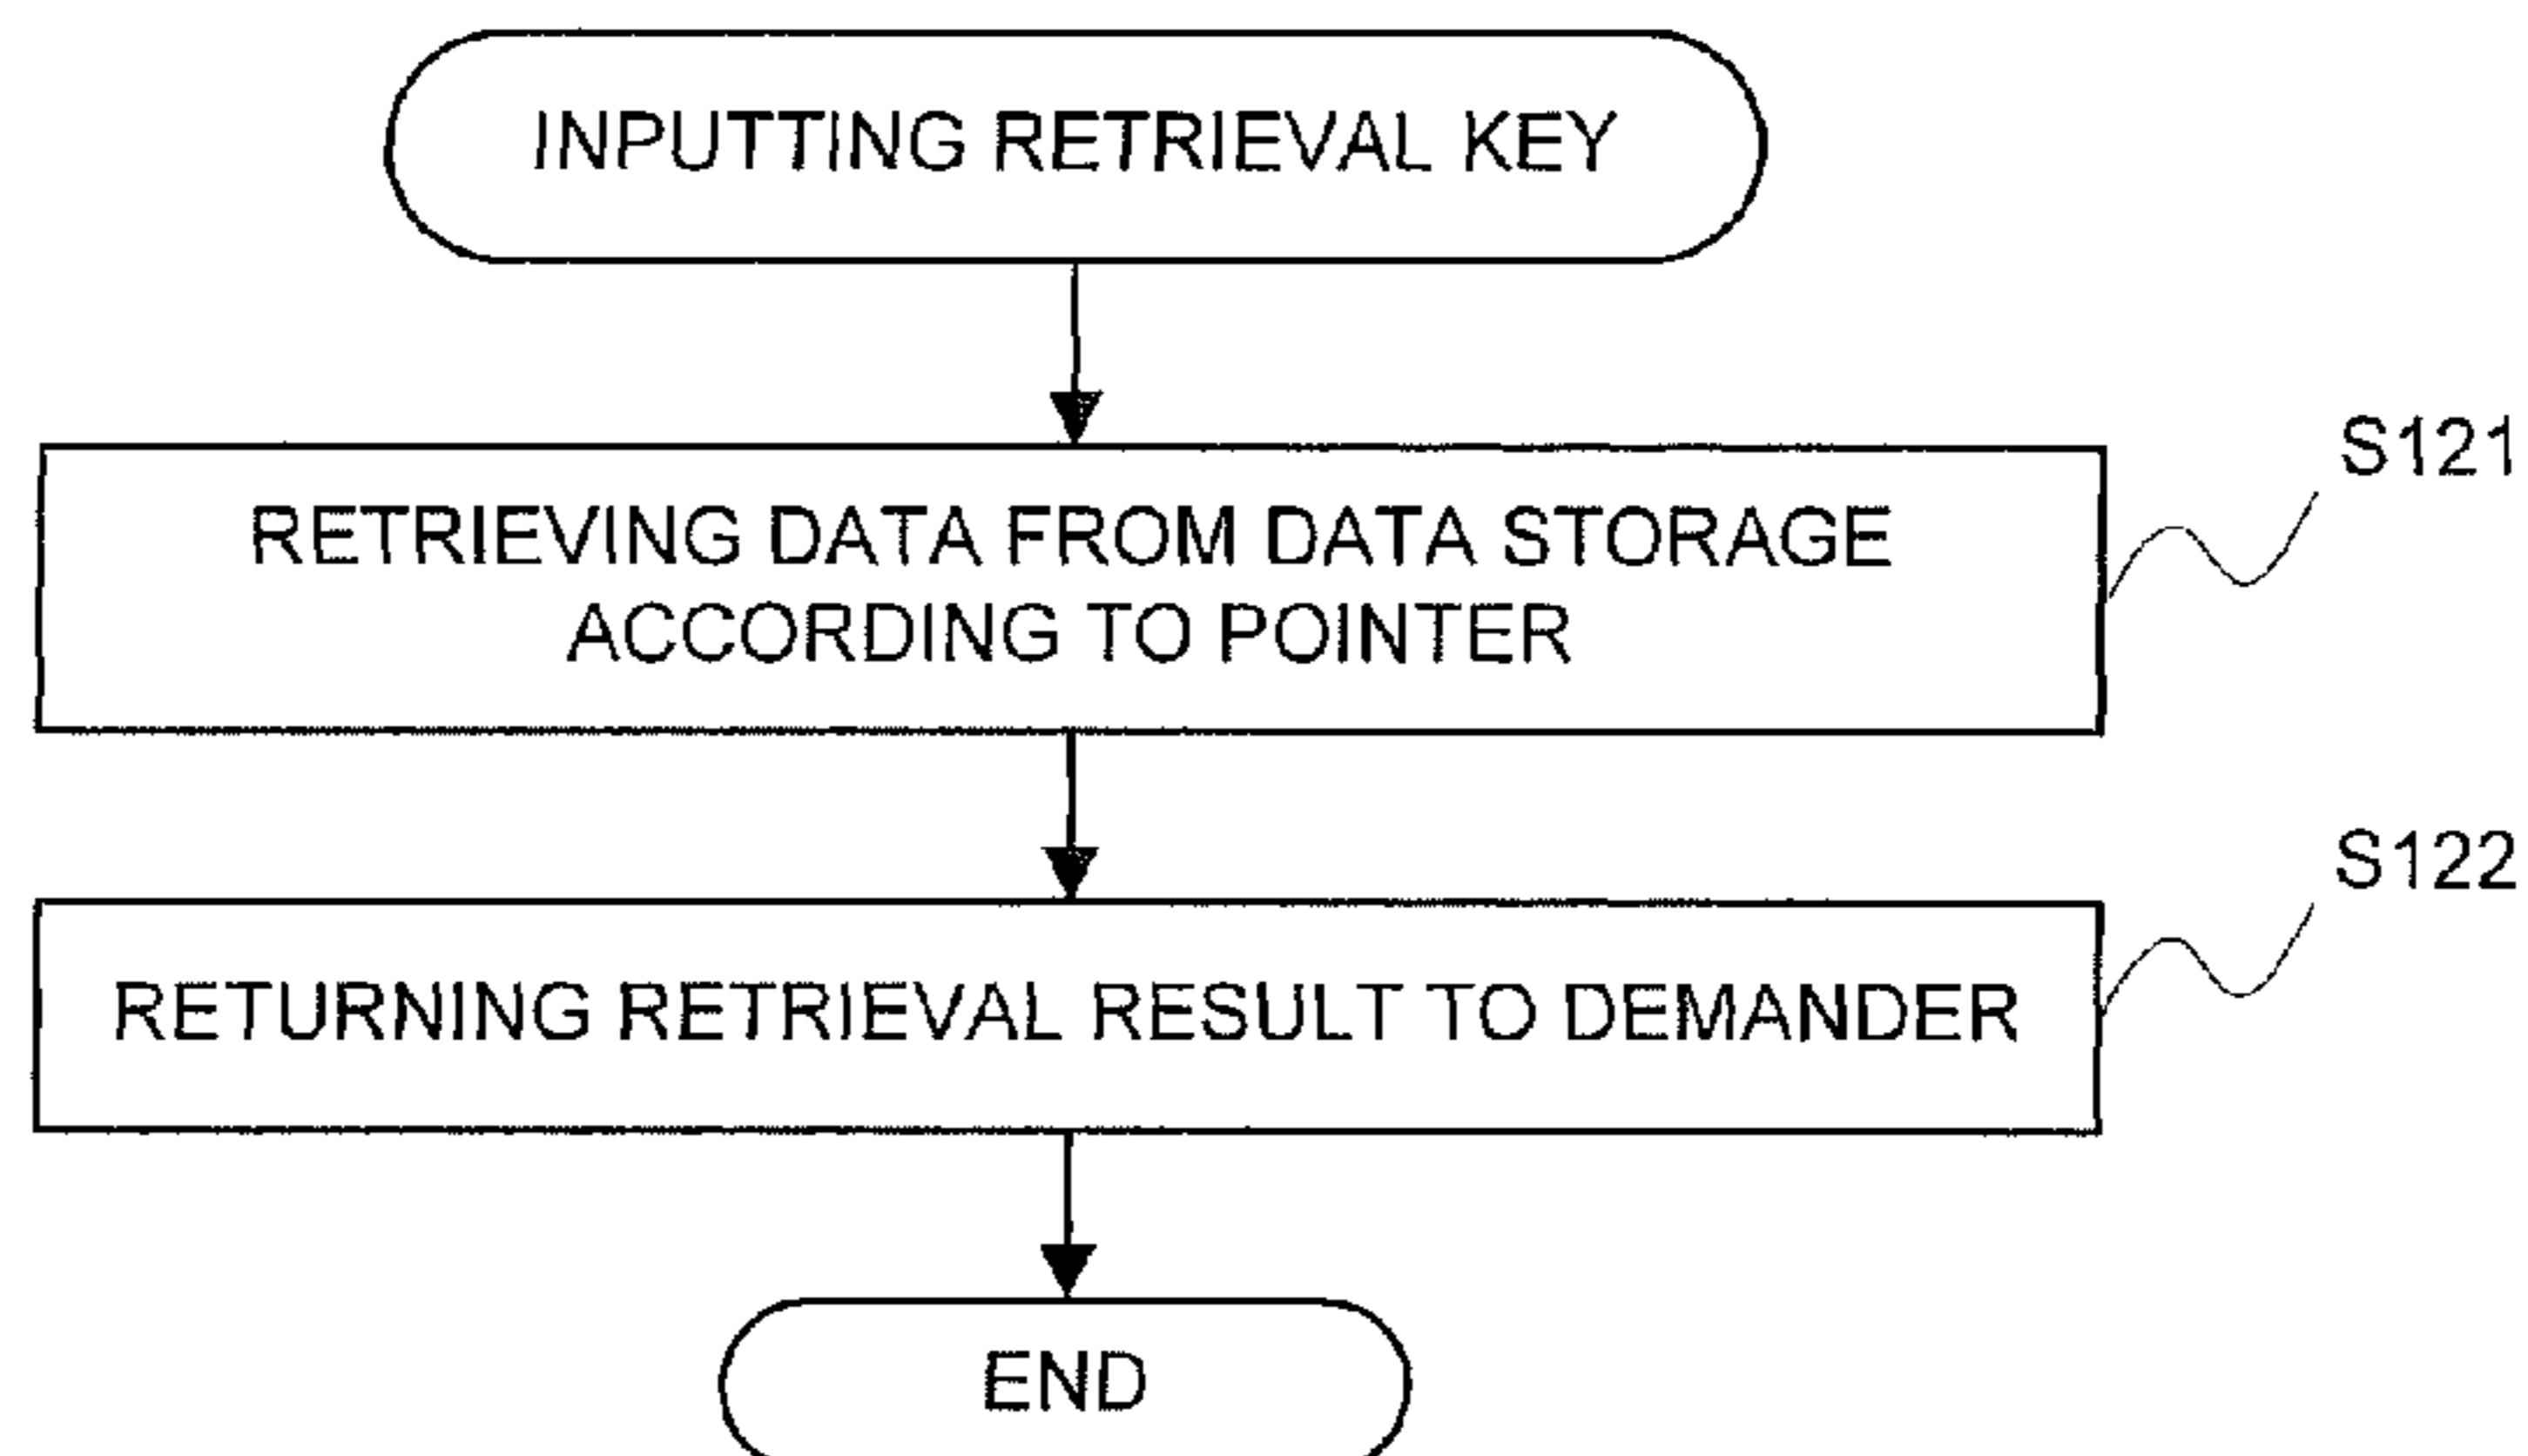 INPUTTING RETRIEVAL KEY
S121
RETRIEVING DATA FROM DATA STORAGE
ACCORDING TO POINTER
S122
RETURNING RETRIEVAL RESULT TO DEMANDER
END